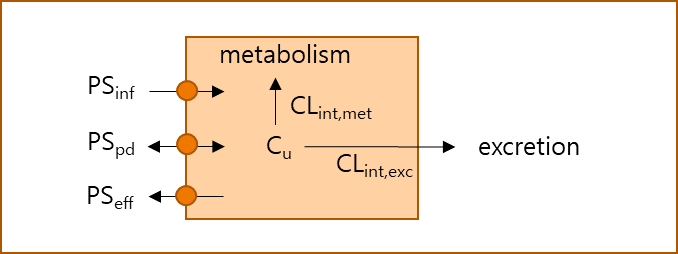 metabolism
PSinf
CLint,met
PSpd
Cu
excretion
CLint,exc
PSeff